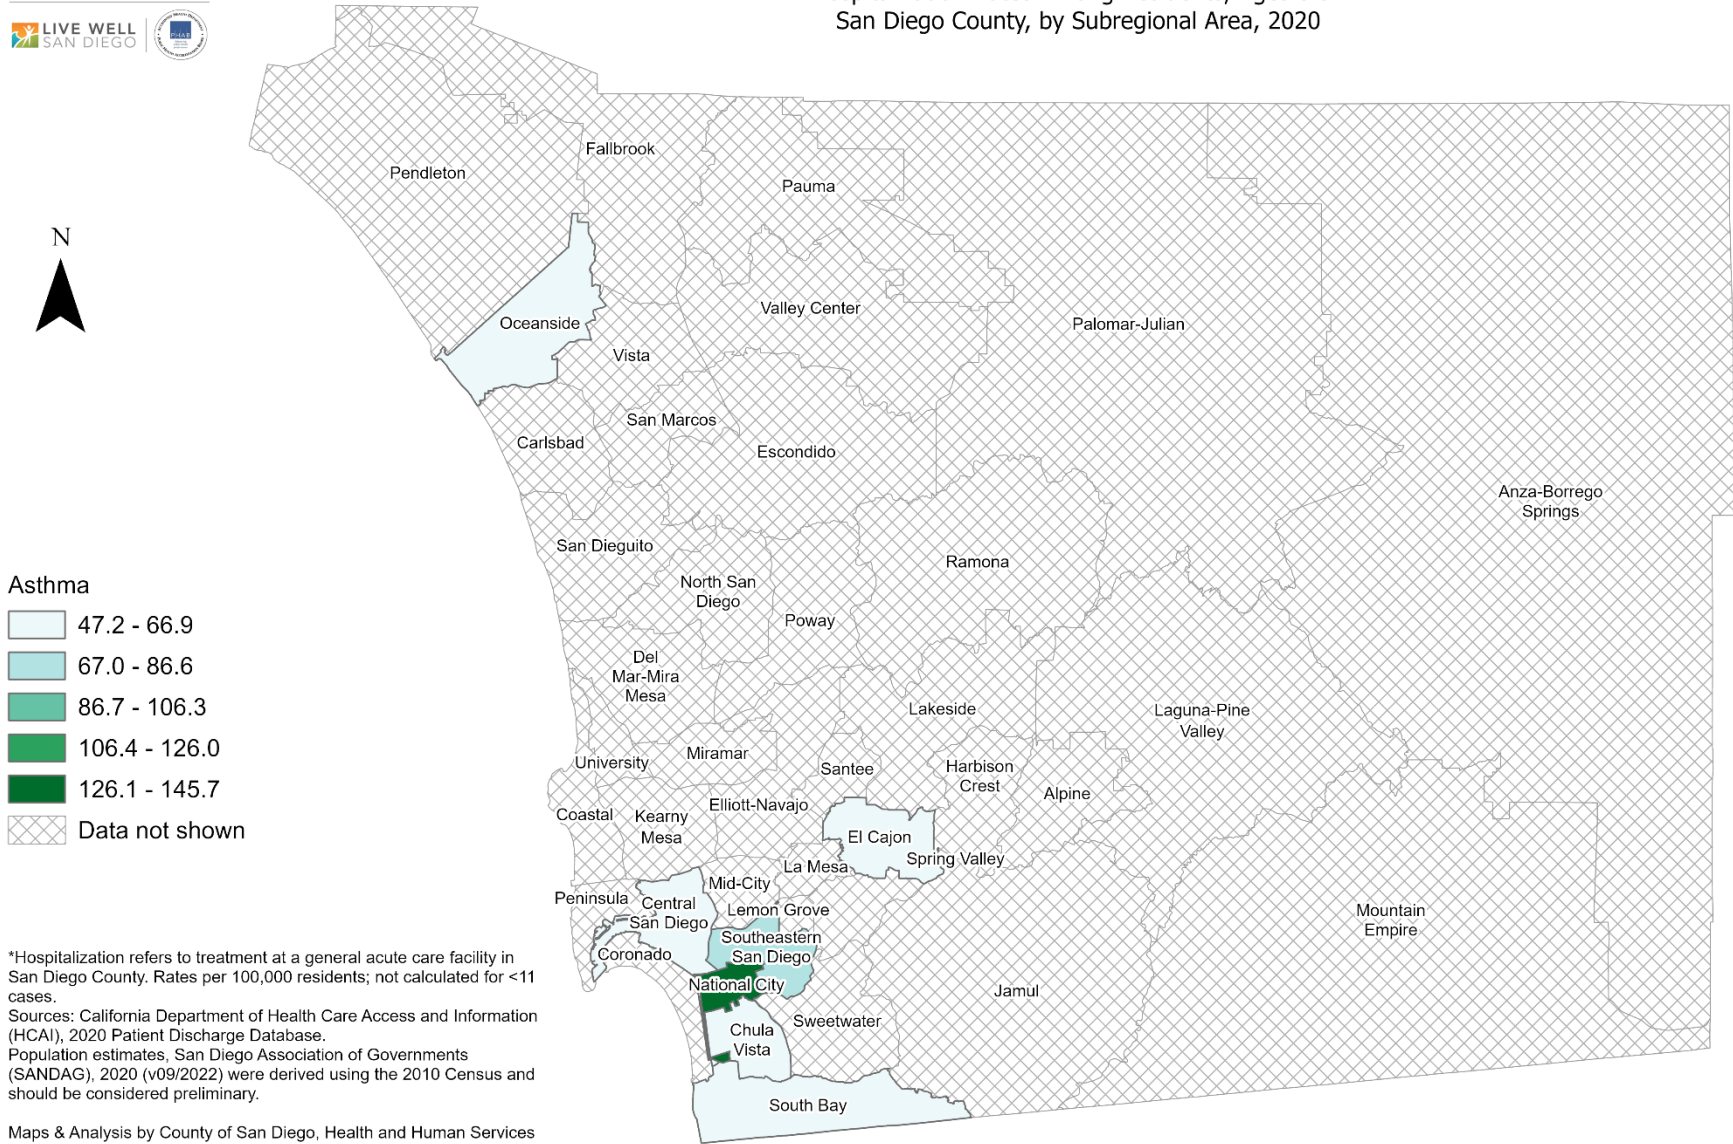 LIVE WELL
SAN DIEGO
PHAB
San Diego County, by Subregional Area, 2020
Fallbrook
Pendleton
Pauma
N
Oceanside
Valley Center
Palomar-Julian
Vista
San Marcos
Carlsbad
Escondido
Anza-Borrego
Springs
San Dieguito
Ramona
North San
Diego
Poway
Del
Mar-Mira
Mesa
Lakeside
Laguna-Pine
Valley
Miramar
University
Santee
Harbison
Crest
Alpine
Elliott-Navajo
Coastal
Kearny
Mesa
El Cajon
Spring Valley
La Mesa
Mid-City
Peninsula
Central
San Diego
Lemon Grove
Mountain
Empire
Southeastern
San Diego
Coronado
National City
Jamul
Sweetwater
Chula
Vista
South Bay
Asthma
47.2 - 66.9
67.0 - 86.6
86.7 - 106.3
106.4 - 126.0
126.1 - 145.7
Data not shown
*Hospitalization refers to treatment at a general acute care facility in
San Diego County. Rates per 100,000 residents; not calculated for <11
cases.
Sources: California Department of Health Care Access and Information
(HCAI), 2020 Patient Discharge Database.
Population estimates, San Diego Association of Governments
(SANDAG), 2020 (v09/2022) were derived using the 2010 Census and
should be considered preliminary.
Maps & Analysis by County of San Diego, Health and Human Services